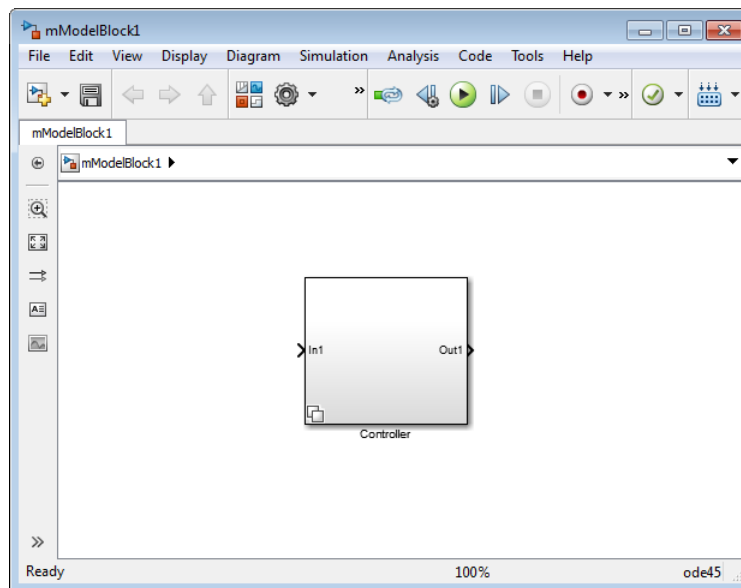 mModelBlock1
File Edit View Display Diagram Simulation Analysis Code Tools Help
» »
mModelBlock1
mModelBlock1
In1 Out1
Controller
»
Ready 100% ode45